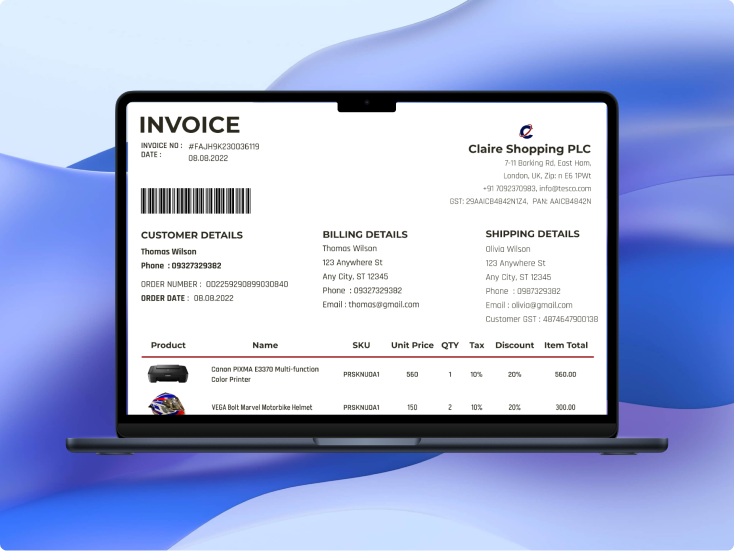 INVOICE
INVOICE NO : #FAJH9K230036119
DATE : 08.08.2022
Claire Shopping PLC
7-11 Barking Rd, East Ham,
London, UK, Zip: n E6 1PWt
+91 7092370983, info@tesco.com
GST: 29AAICB4842N1Z4, PAN: AAICB4842N
CUSTOMER DETAILS
Thomas Wilson
Phone : 09327329382
ORDER NUMBER : OD2259290899030840
ORDER DATE : 08.08.2022
BILLING DETAILS
Thomas Wilson
123 Anywhere St
Any City, ST 12345
Phone : 09327329382
Email : thomas@gmail.com
SHIPPING DETAILS
Olivia Wilson
123 Anywhere St
Any City, ST 12345
Phone : 0987329382
Email : olivia@gmail.com
Customer GST : 4874647900138
Product Name SKU Unit Price QTY Tax Discount Item Total
Canon PIXMA E3370 Multi-function
Color Printer
PRSKNUDA1 560 1 10% 20% 560.00
VEGA Bolt Marvel Motorbike Helmet PRSKNUDA1 150 2 10% 20% 300.00